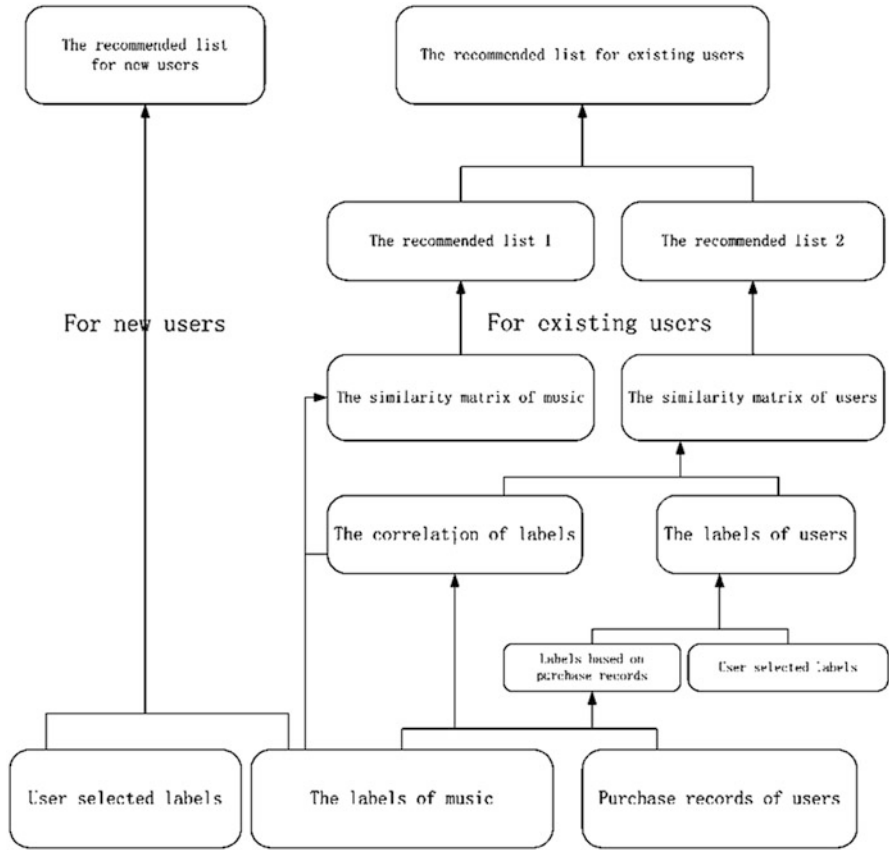 The recommended list
for new users
The recommended list for existing users
The recommended list 1
The recommended list 2
For new users
For existing users
The similarity matrix of music
The similarity matrix of users
The correlation of labels
The labels of users
Labels based on
purchase records
User selected labels
User selected labels
The labels of music
Purchase records of users